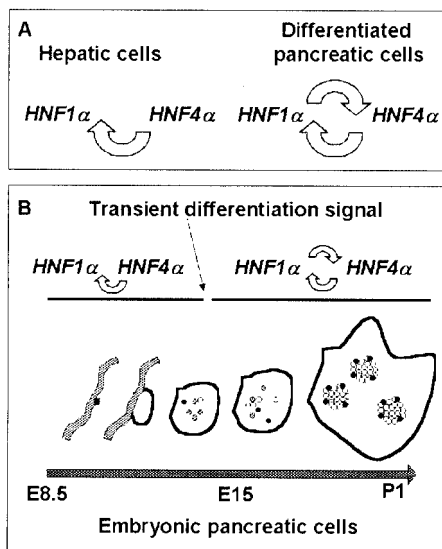 A
Hepatic cells
Differentiated
pancreatic cells
HNF1α HNF4α
HNF1α HNF4α
B
Transient differentiation signal
HNF1α HNF4α
HNF1α HNF4α
E8.5 E15 P1
Embryonic pancreatic cells